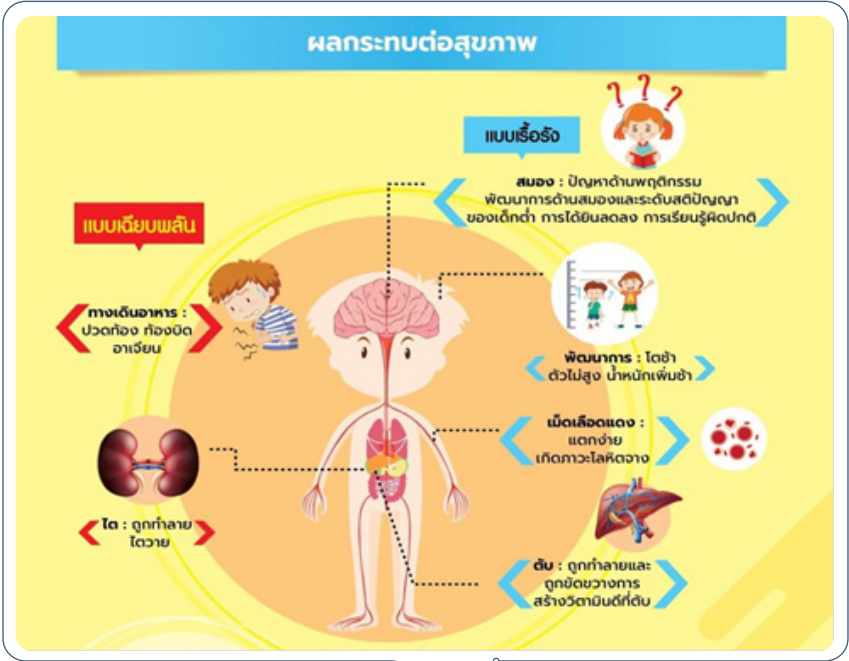 ผลกระทบต่อสุขภาพ
แบบเฉียบพลัน
ทางเดินอาหาร :
ปวดท้อง ท้องบิด
อาเจียน
ไต : ถูกทำลาย
ไตวาย
แบบเรื้อรัง
? ? ?
สมอง : ปัญหาด้านพฤติกรรม
พัฒนาการด้านสมองและระดับสติปัญญา
ของเด็กต่ำ การได้ยินลดลง การเรียนรู้ผิดปกติ
พัฒนาการ : โตช้า
ตัวไม่สูง น้ำหนักเพิ่มช้า
เม็ดเลือดแดง :
แตกง่าย
เกิดภาวะโลหิตจาง
ตับ : ถูกทำลายและ
ถูกขัดขวางการ
สร้างวิตามินดีที่ตับ